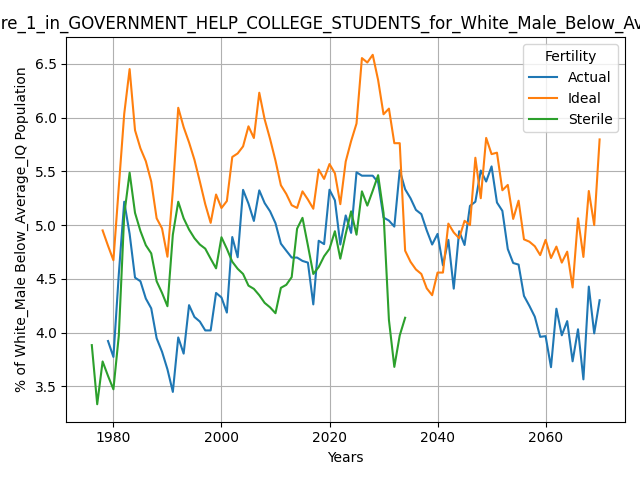 re_1_in_GOVERNMENT_HELP_COLLEGE_STUDENTS_for_White_Male_Below_Av
Fertility
Actual
Ideal
Sterile
% of White_Male Below_Average_IQ Population
6.5
6.0
5.5
5.0
4.5
4.0
3.5
1980 2000 2020 2040 2060
Years